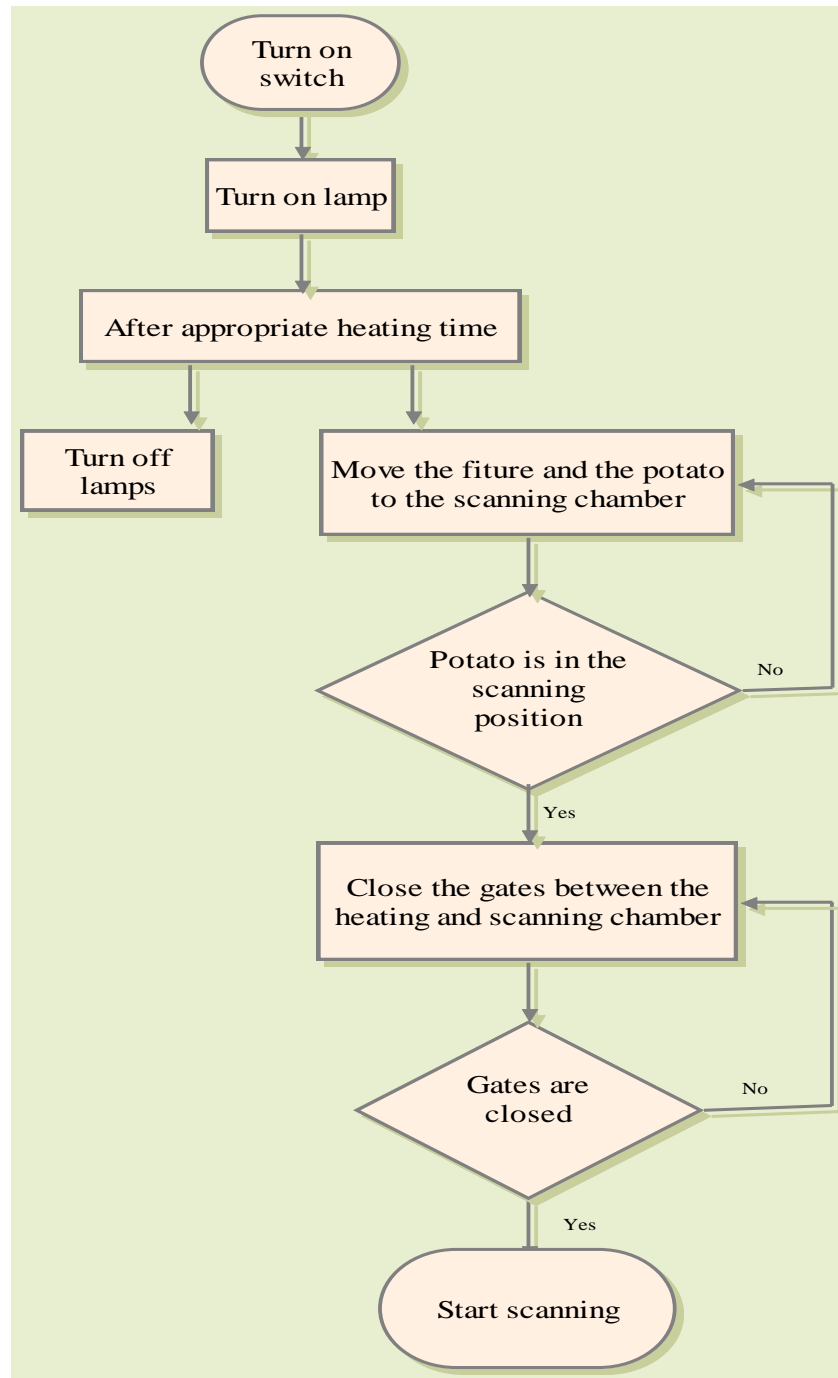 Turn on
switch
Turn on lamp
After appropriate heating time
Turn off
lamps
Move the fiture and the potato
to the scanning chamber
Potato is in the
scanning
position
No
Yes
Close the gates between the
heating and scanning chamber
Gates are
closed
No
Yes
Start scanning